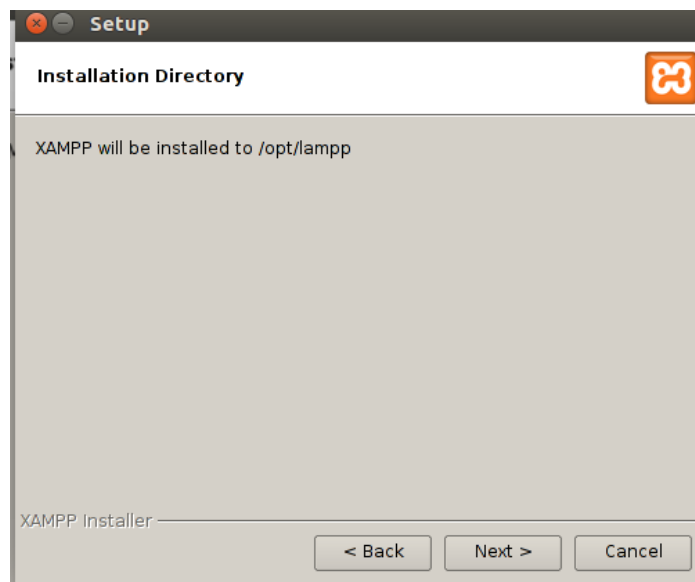 Setup
Installation Directory
XAMPP will be installed to /opt/lampp
XAMPP Installer
< Back Next > Cancel